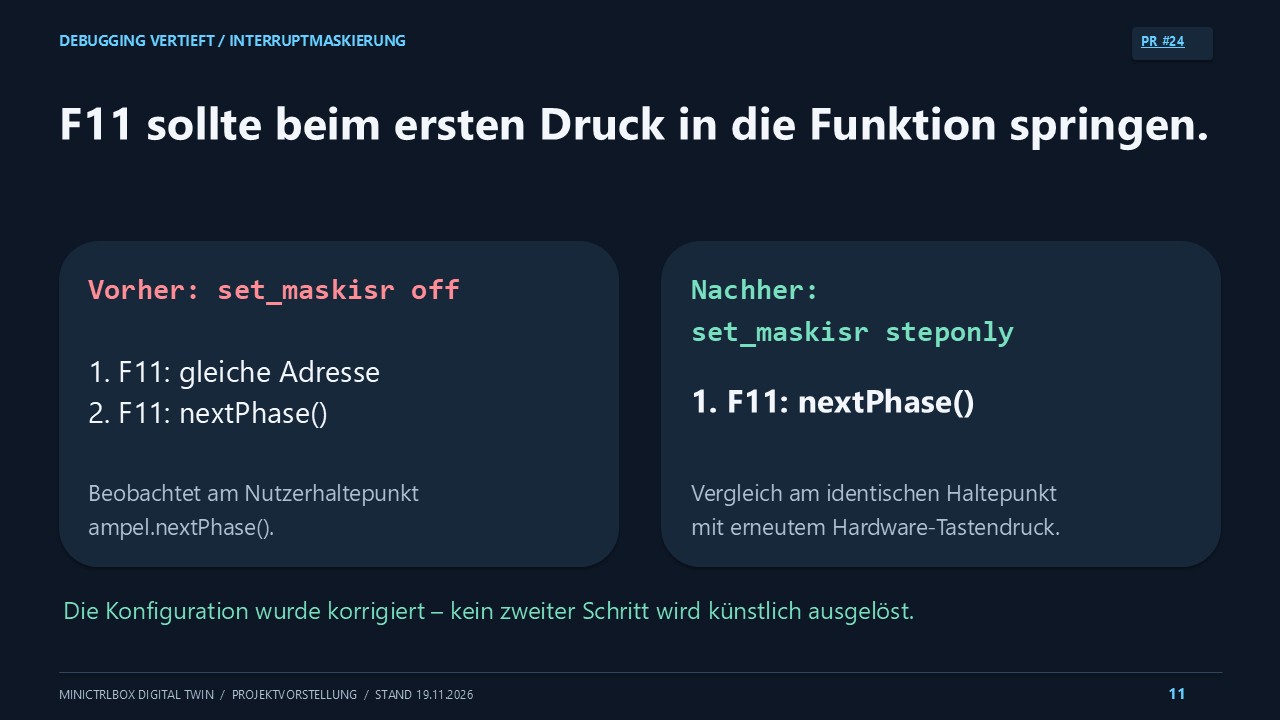 DEBUGGING VERTIEFT / INTERRUPTMASKIERUNG
PR #24
F11 sollte beim ersten Druck in die Funktion springen.
Vorher: set_maskisr off
1. F11: gleiche Adresse
2. F11: nextPhase()
Beobachtet am Nutzerhaltepunkt
ampel.nextPhase().
Nachher:
set_maskisr steponly
1. F11: nextPhase()
Vergleich am identischen Haltepunkt
mit erneutem Hardware-Tastendruck.
Die Konfiguration wurde korrigiert – kein zweiter Schritt wird künstlich ausgelöst.
MINICTRLBOX DIGITAL TWIN / PROJEKTVORSTELLUNG / STAND 19.11.2026
11